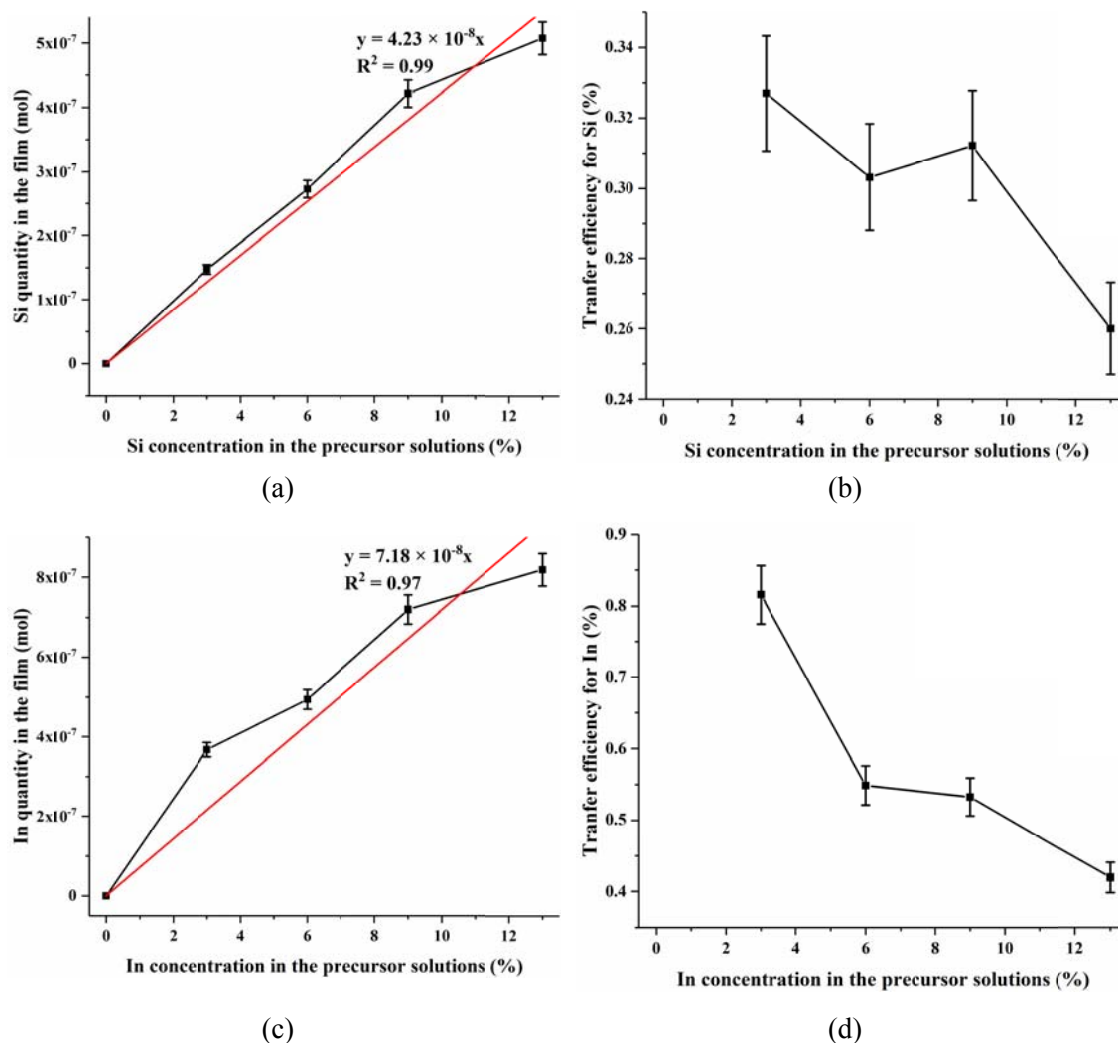 y = 4.23 × 10⁻⁸x
R² = 0.99
5x10⁻⁷
4x10⁻⁷
3x10⁻⁷
2x10⁻⁷
1x10⁻⁷
0
Si quantity in the film (mol)
0 2 4 6 8 10 12
Si concentration in the precursor solutions (%)
(a)
0.34
0.32
0.30
0.28
0.26
0.24
Tranfer efficiency for Si (%)
0 2 4 6 8 10 12
Si concentration in the precursor solutions (%)
(b)
y = 7.18 × 10⁻⁸x
R² = 0.97
8x10⁻⁷
6x10⁻⁷
4x10⁻⁷
2x10⁻⁷
0
In quantity in the film (mol)
0 2 4 6 8 10 12
In concentration in the precursor solutions (%)
(c)
0.9
0.8
0.7
0.6
0.5
0.4
Tranfer efficiency for In (%)
0 2 4 6 8 10 12
In concentration in the precursor solutions (%)
(d)